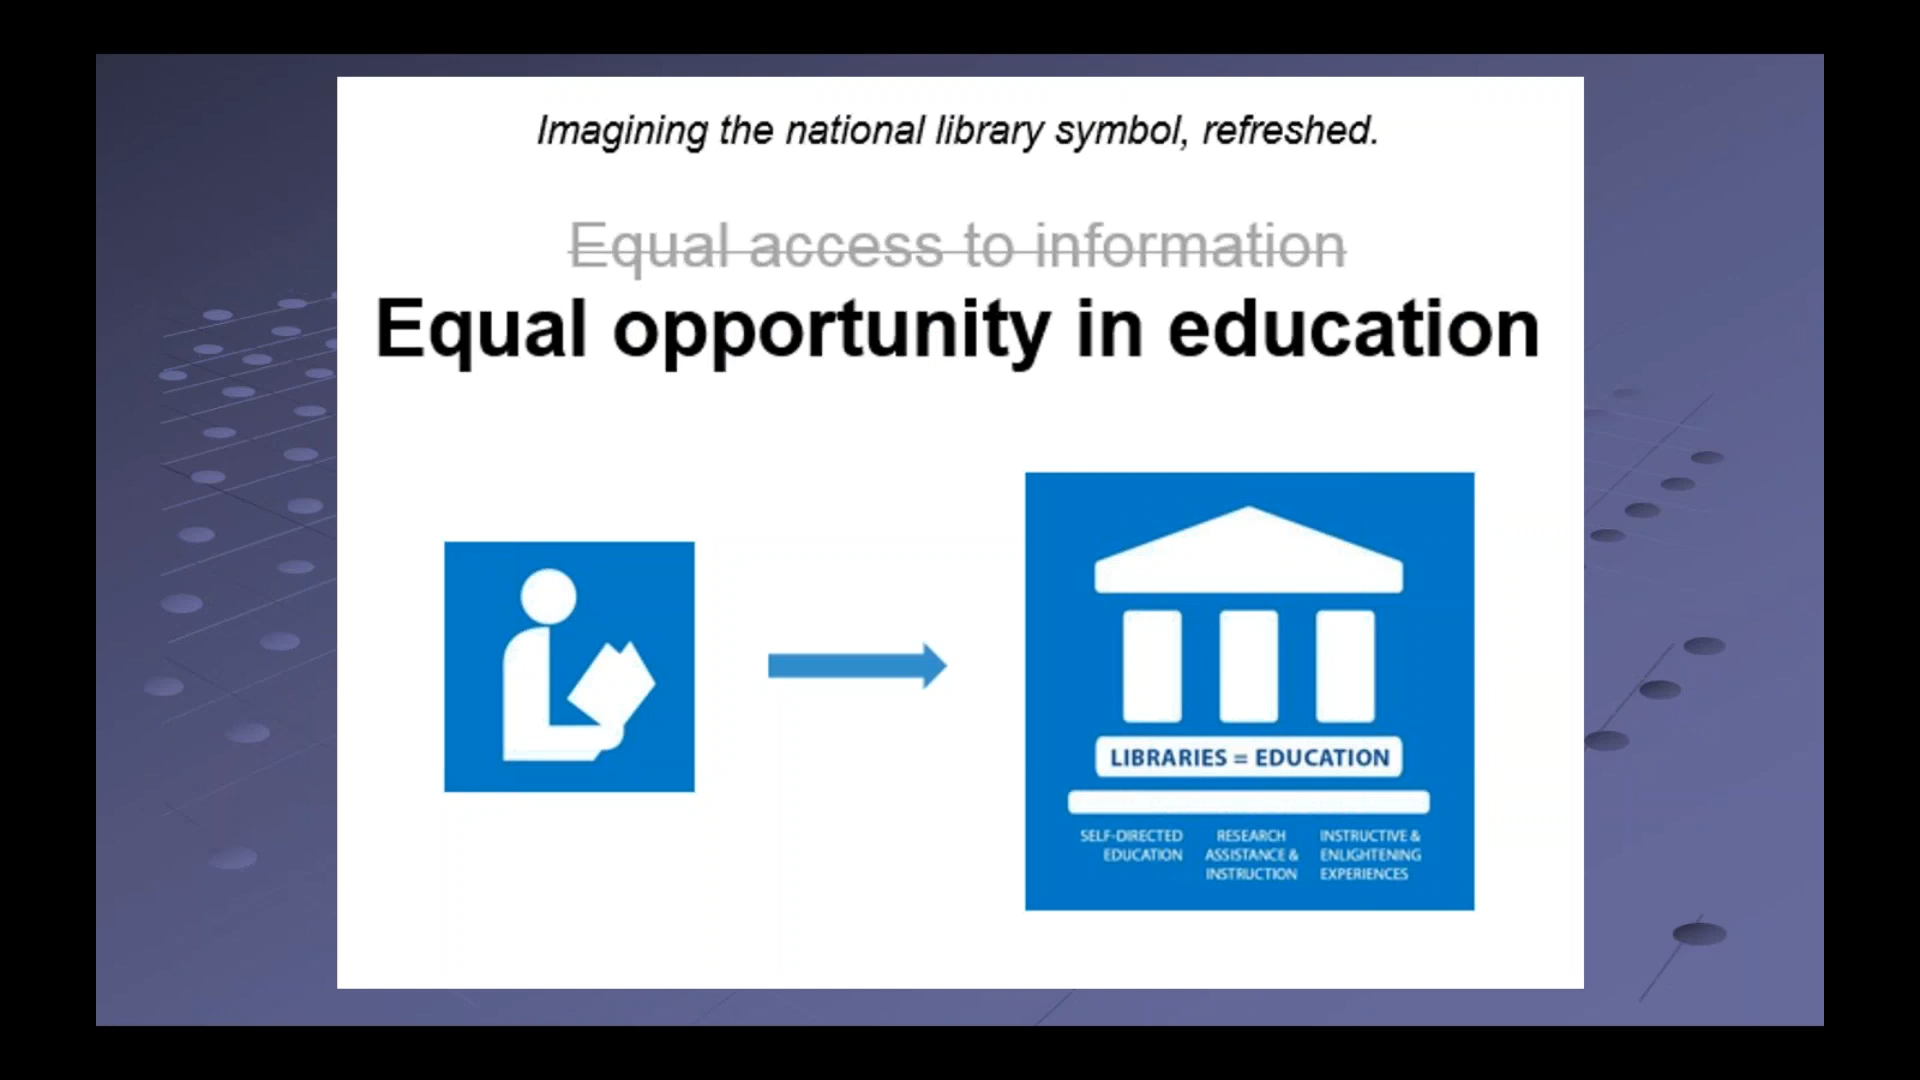 Imagining the national library symbol, refreshed.
Equal access to information
Equal opportunity in education
LIBRARIES = EDUCATION
SELF-DIRECTED
EDUCATION
RESEARCH
ASSISTANCE &
INSTRUCTION
INSTRUCTIVE &
ENLIGHTENING
EXPERIENCES